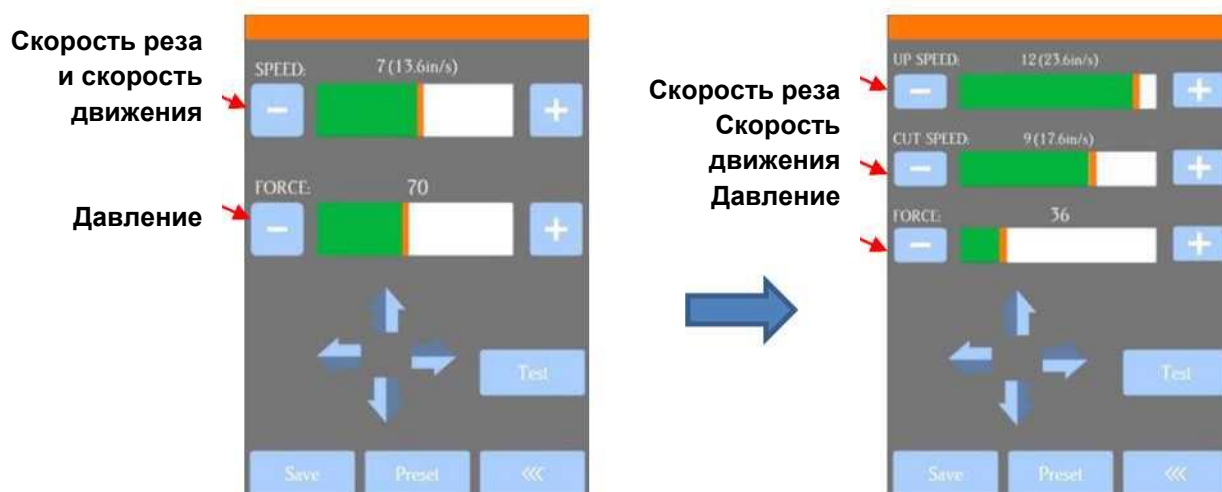 Скорость реза
и скорость
движения
SPEED:
7(13.6in/s)
Давление
FORCE:
70
Test
Save
Preset
<<<
Скорость реза
Скорость
движения
Давление
UP SPEED:
12(23.6in/s)
CUT SPEED:
9(17.6in/s)
FORCE:
36
Test
Save
Preset
<<<